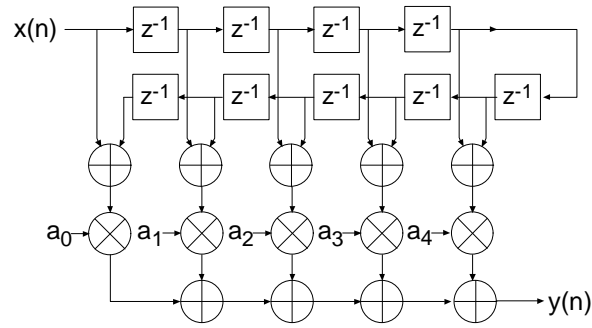 x(n) z⁻¹ z⁻¹ z⁻¹ z⁻¹
z⁻¹ z⁻¹ z⁻¹ z⁻¹ z⁻¹
a₀ a₁ a₂ a₃ a₄
y(n)